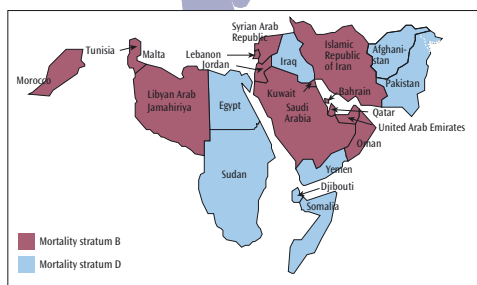 Syrian Arab
Republic
Tunisia
Malta
Lebanon
Jordan
Iraq
Islamic
Republic
of Iran
Afghani-
stan
Morocco
Libyan Arab
Jamahiriya
Egypt
Kuwait
Saudi
Arabia
Bahrain
Pakistan
Qatar
United Arab Emirates
Oman
Sudan
Yemen
Djibouti
Somalia
Mortality stratum B
Mortality stratum D